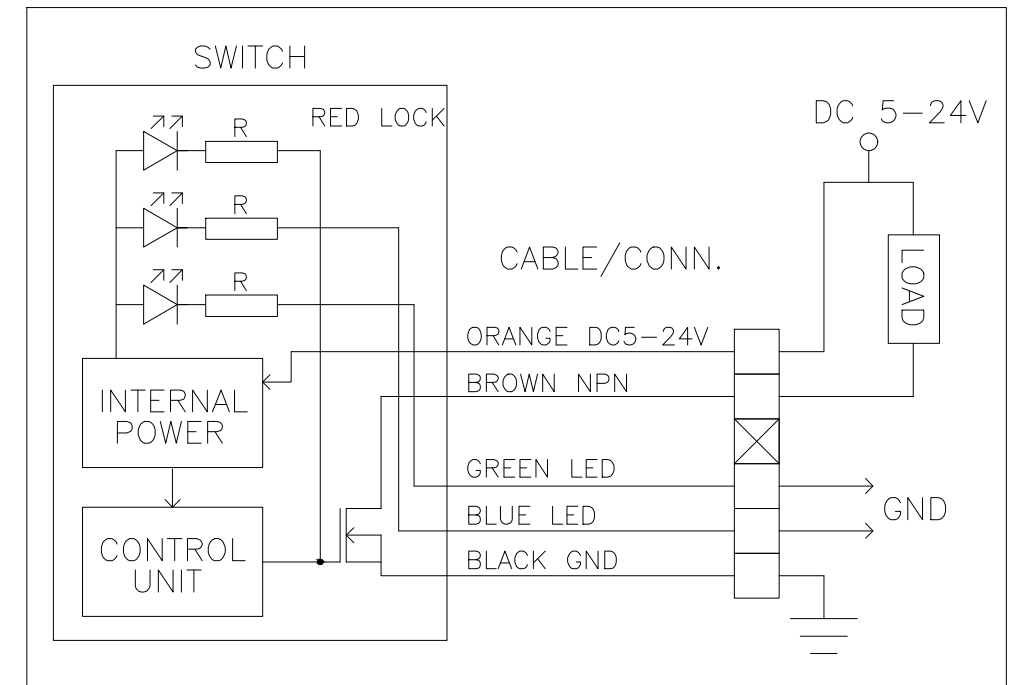 SWITCH
RED LOCK
R
R
R
DC 5-24V
LOAD
CABLE/CONN.
ORANGE DC5-24V
BROWN NPN
INTERNAL
POWER
GREEN LED
BLUE LED
GND
BLACK GND
CONTROL
UNIT